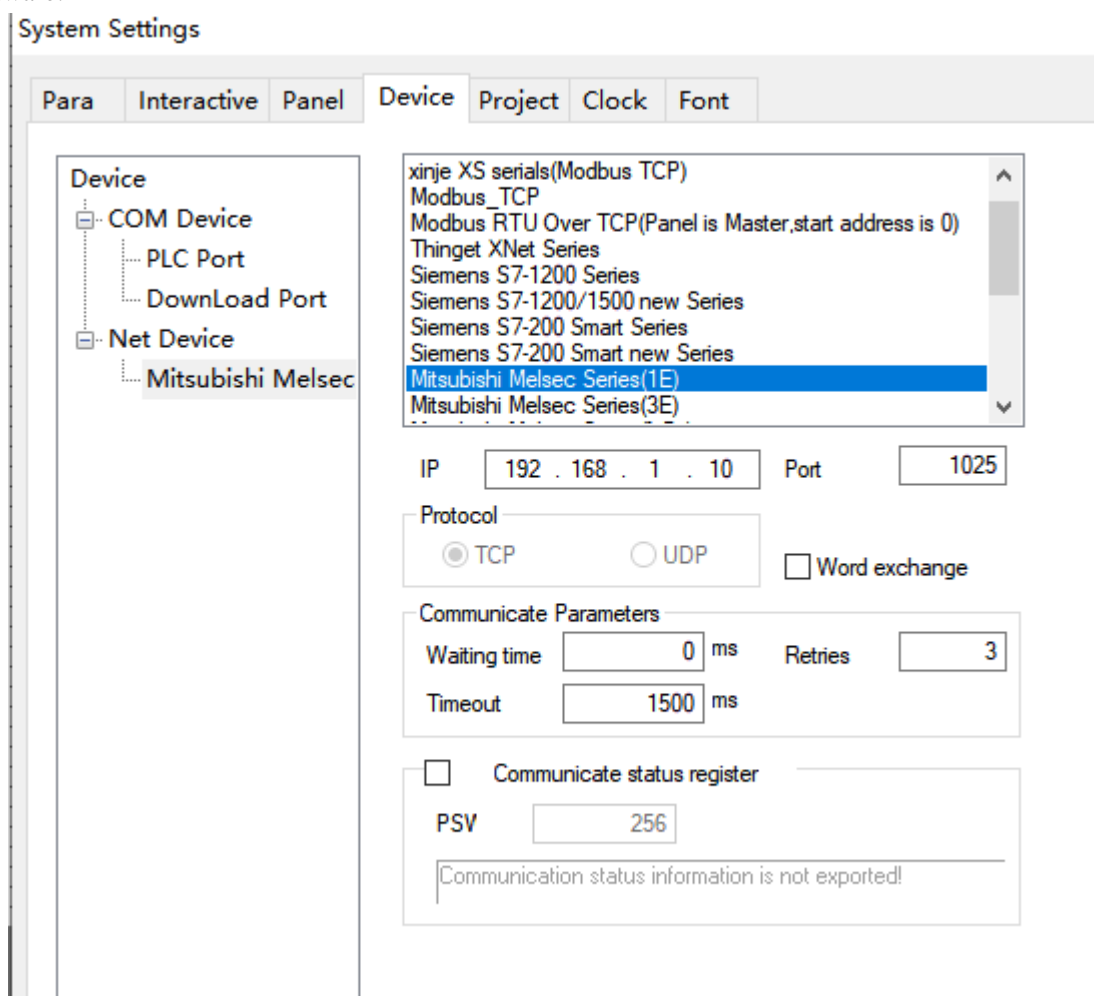 System Settings
Para Interactive Panel Device Project Clock Font
Device
COM Device
PLC Port
DownLoad Port
Net Device
Mitsubishi Melsec
xinje XS serials(Modbus TCP)
Modbus_TCP
Modbus RTU Over TCP(Panel is Master,start address is 0)
Thinget XNet Series
Siemens S7-1200 Series
Siemens S7-1200/1500 new Series
Siemens S7-200 Smart Series
Siemens S7-200 Smart new Series
Mitsubishi Melsec Series(1E)
Mitsubishi Melsec Series(3E)
IP 192 . 168 . 1 . 10 Port 1025
Protocol
TCP UDP
Word exchange
Communicate Parameters
Waiting time 0 ms Retries 3
Timeout 1500 ms
Communicate status register
PSW 256
Communication status information is not exported!